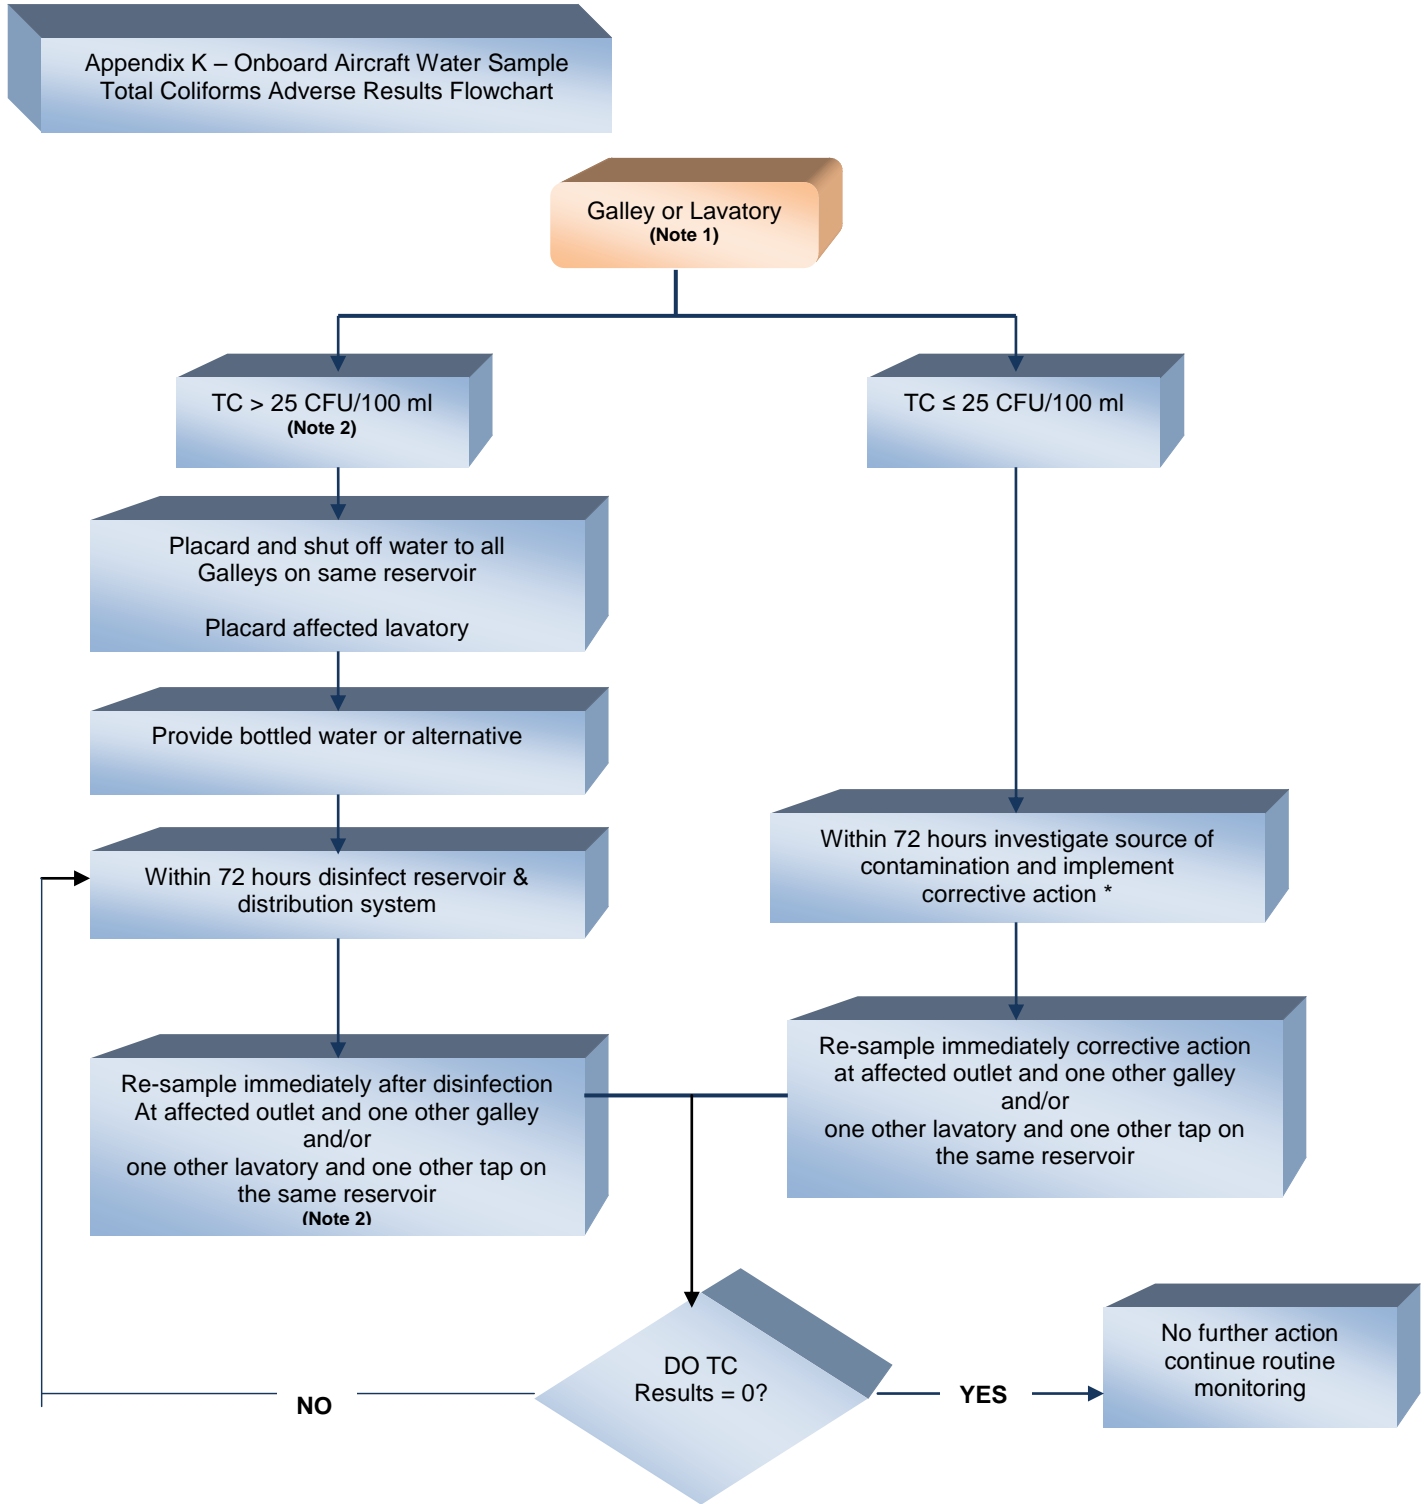 Appendix K – Onboard Aircraft Water Sample
Total Coliforms Adverse Results Flowchart
Galley or Lavatory
(Note 1)
TC > 25 CFU/100 ml
(Note 2)
TC ≤ 25 CFU/100 ml
Placard and shut off water to all
Galleys on same reservoir
Placard affected lavatory
Provide bottled water or alternative
Within 72 hours disinfect reservoir &
distribution system
Within 72 hours investigate source of
contamination and implement
corrective action *
Re-sample immediately after disinfection
At affected outlet and one other galley
and/or
one other lavatory and one other tap on
the same reservoir
(Note 2)
Re-sample immediately corrective action
at affected outlet and one other galley
and/or
one other lavatory and one other tap on
the same reservoir
DO TC
Results = 0?
NO
YES
No further action
continue routine
monitoring